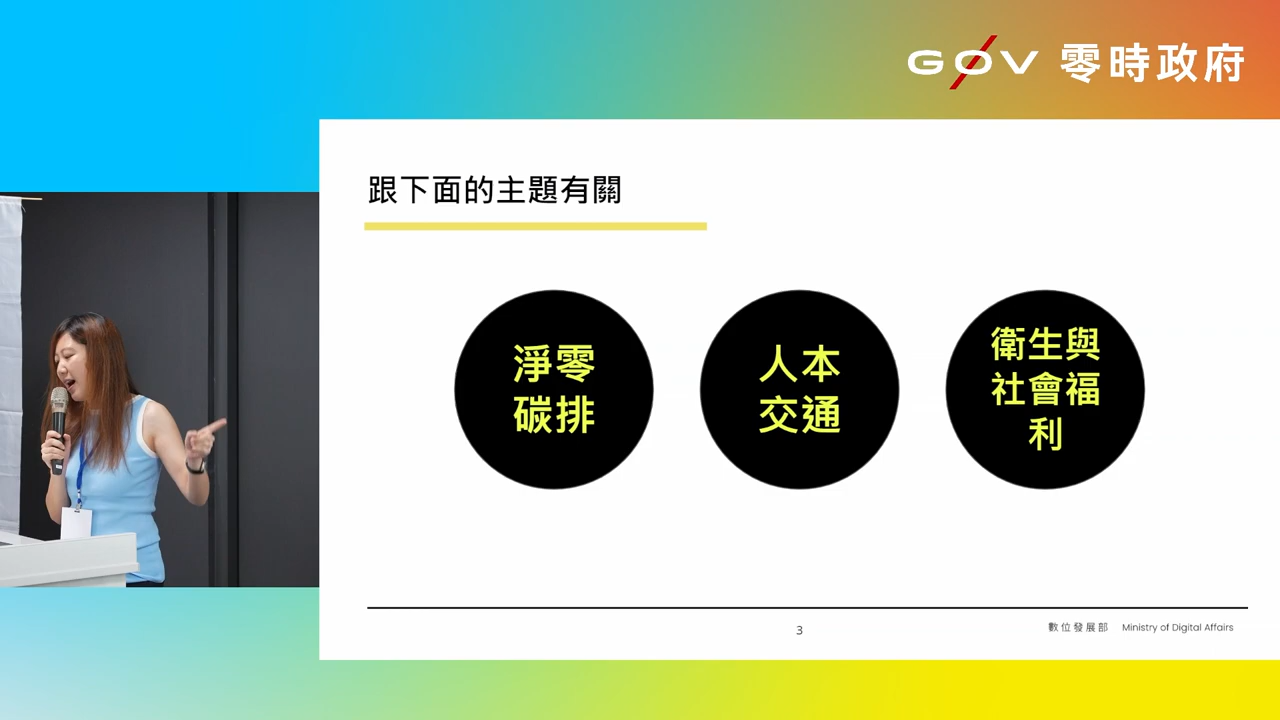 G0V 零時政府
跟下面的主題有關
淨零
碳排
人本
交通
衛生與
社會福
利
3
數位發展部 Ministry of Digital Affairs